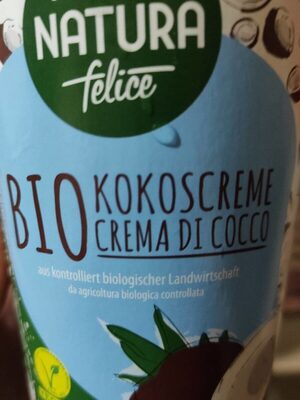 NATURA
felice
BIO KOKOSCREME
CREMA DI COCCO
aus kontrolliert biologischer Landwirtschaft
da agricoltura biologica controllata